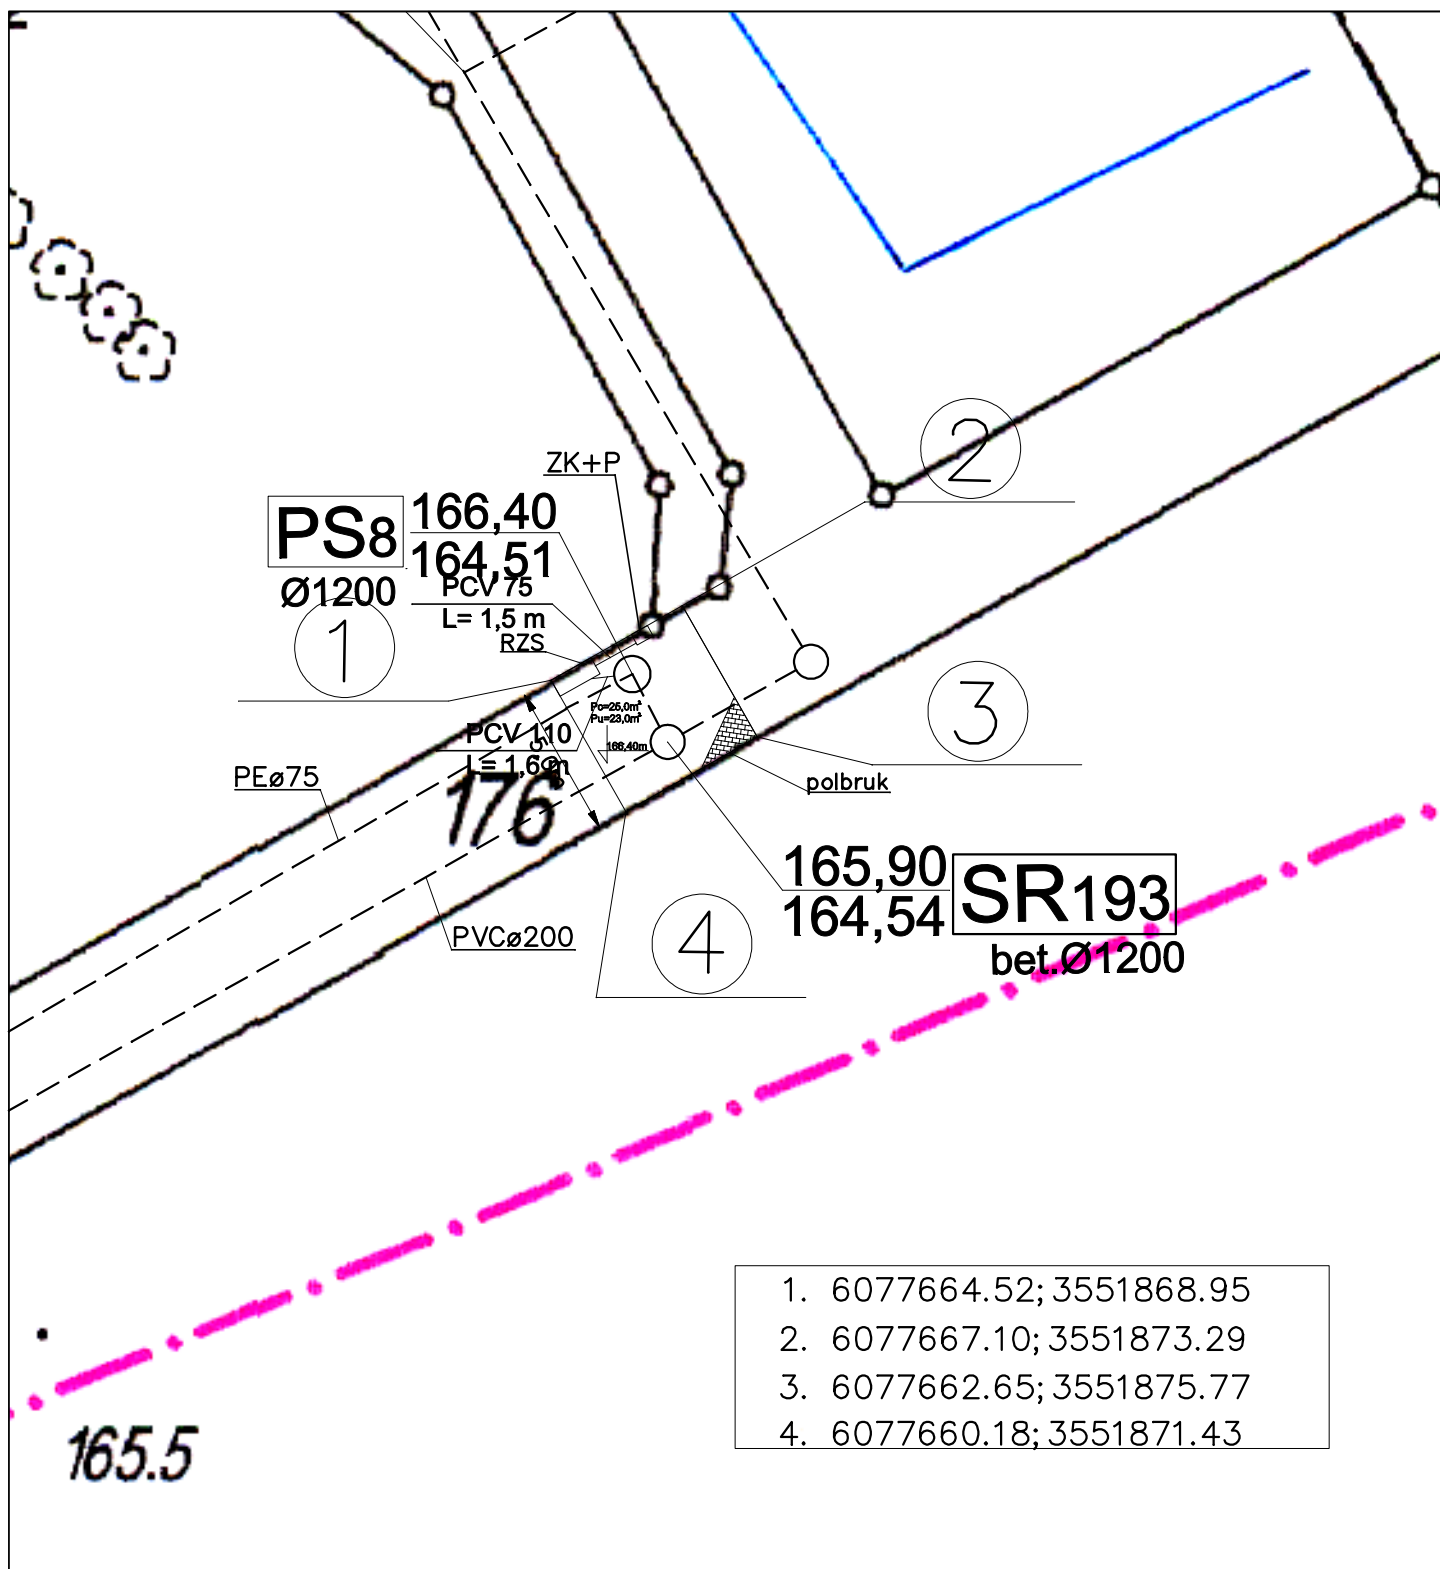 ZK+P
2
PS8
166,40
164,51
Ø1200
PCV 75
L= 1,5 m
1
RZS
3
Po=25,0m²
Pu=23,0m²
166,40m
PCV 110
L= 1,6 m
PEø75
176
polbruk
165,90
164,54
SR193
bet.Ø1200
PVCø200
4
1. 6077664.52; 3551868.95
2. 6077667.10; 3551873.29
3. 6077662.65; 3551875.77
4. 6077660.18; 3551871.43
165.5